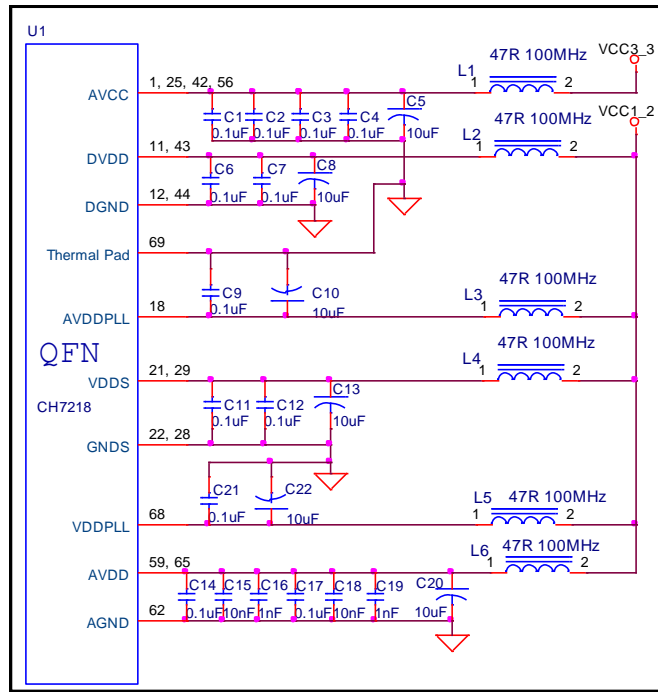 U1
47R 100MHz
VCC3_3
L1
1, 25, 42, 56
1
2
AVCC
C1
C2
C3
C4
C5
0.1uF
0.1uF
0.1uF
0.1uF
10uF
47R 100MHz
VCC1_2
L2
11, 43
1
2
DVDD
C6
C7
C8
0.1uF
0.1uF
10uF
12, 44
DGND
69
Thermal Pad
C9
C10
0.1uF
10uF
47R 100MHz
L3
18
1
2
AVDDPLL
QFN
47R 100MHz
L4
21, 29
1
2
VDDS
CH7218
C11
C12
C13
0.1uF
0.1uF
10uF
22, 28
GNDS
C21
C22
0.1uF
10uF
L5
47R 100MHz
68
1
2
VDDPLL
L6
47R 100MHz
59, 65
1
2
AVDD
C14
C15
C16
C17
C18
C19
C20
0.1uF
10nF
1nF
0.1uF
10nF
1nF
10uF
62
AGND